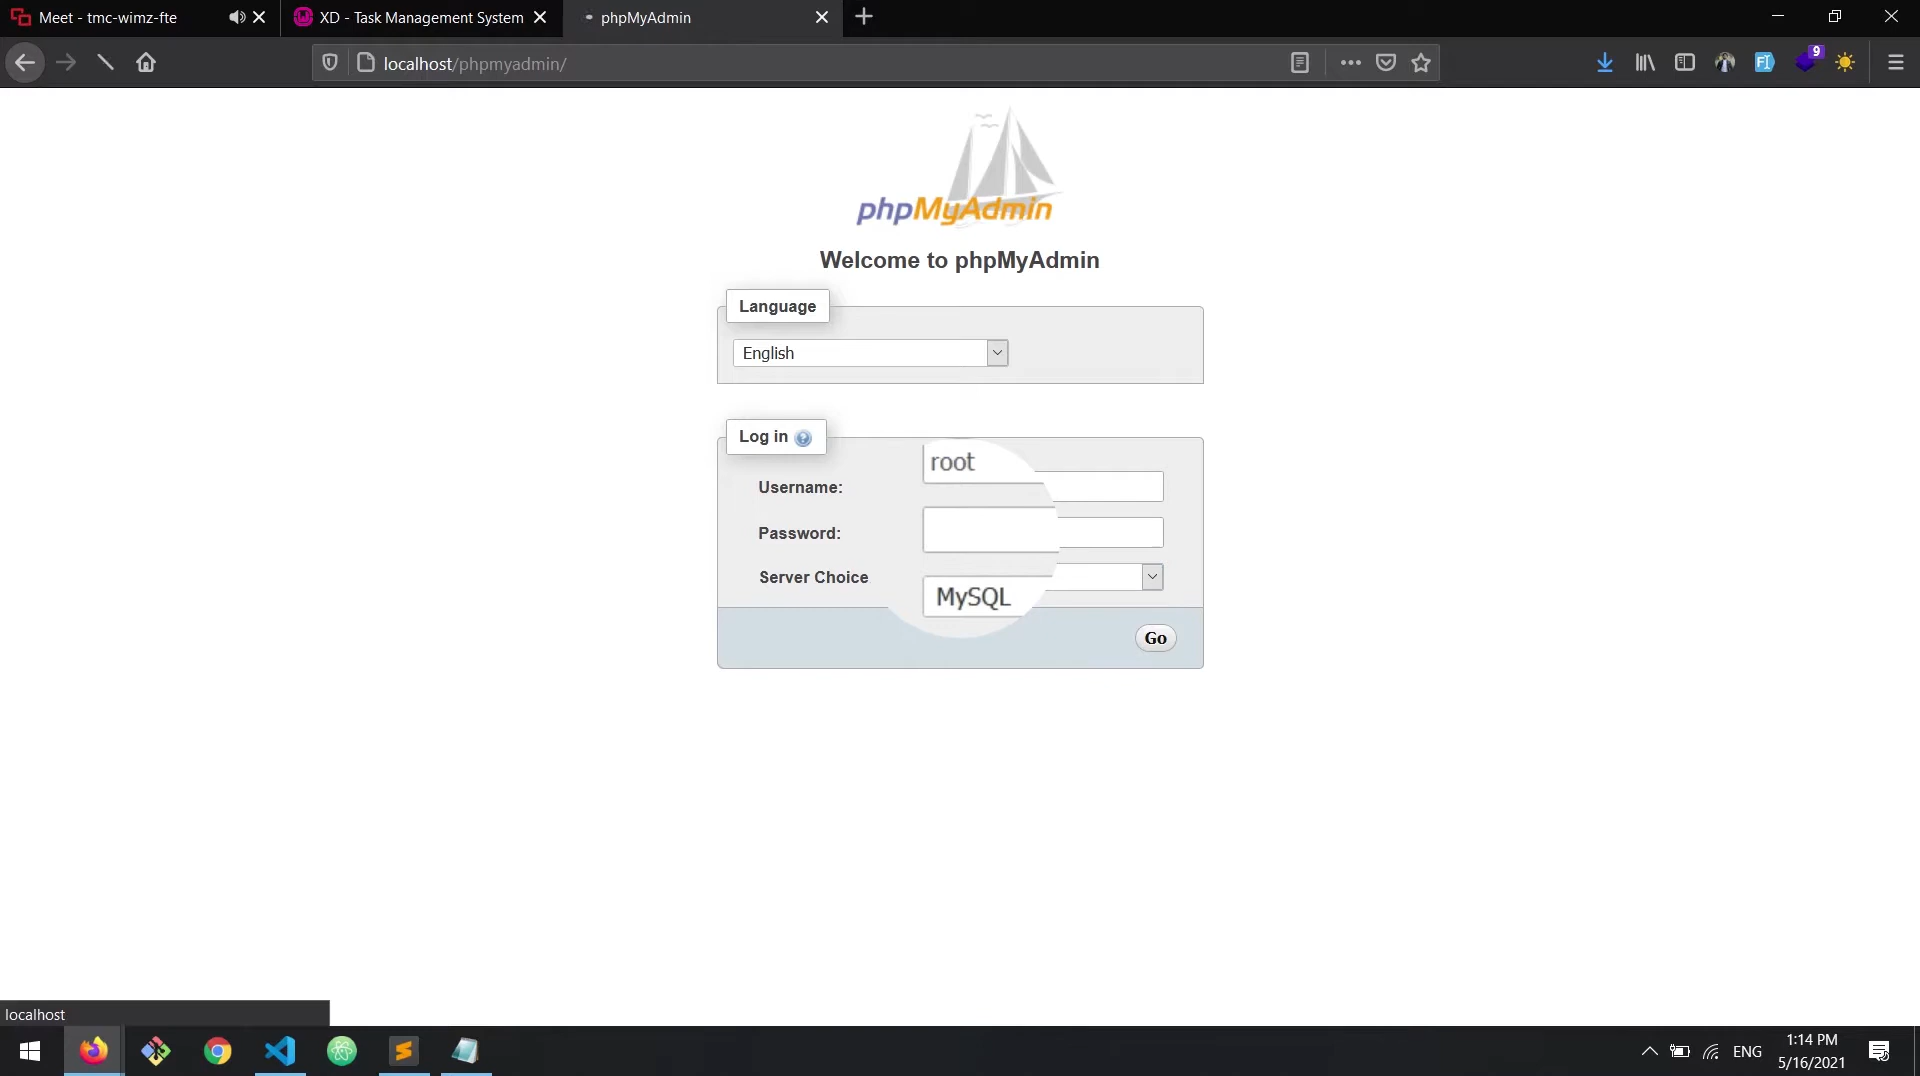 Meet - tmc-wimz-fte
XD - Task Management System
phpMyAdmin
localhost/phpmyadmin/
9
phpMyAdmin
Welcome to phpMyAdmin
Language
English
Log in
Username:
root
Password:
Server Choice
MySQL
Go
localhost
ENG
1:14 PM
5/16/2021